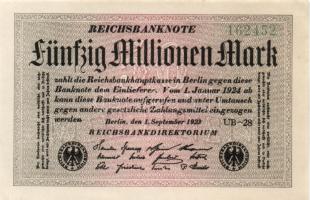 REICHSBANKNOTE
162452
Fünfzig Millionen Mark
zahlt die Reichsbankhauptkasse in Berlin gegen diese
Banknote dem Einlieferer. Vom 1. Januar 1924 ab
kann diese Banknote aufgerufen und unter Umtausch
gegen andere gesetzliche Zahlungsmittel eingezogen
werden
Berlin, den 1. September 1923
UB-28
REICHSBANKDIREKTORIUM